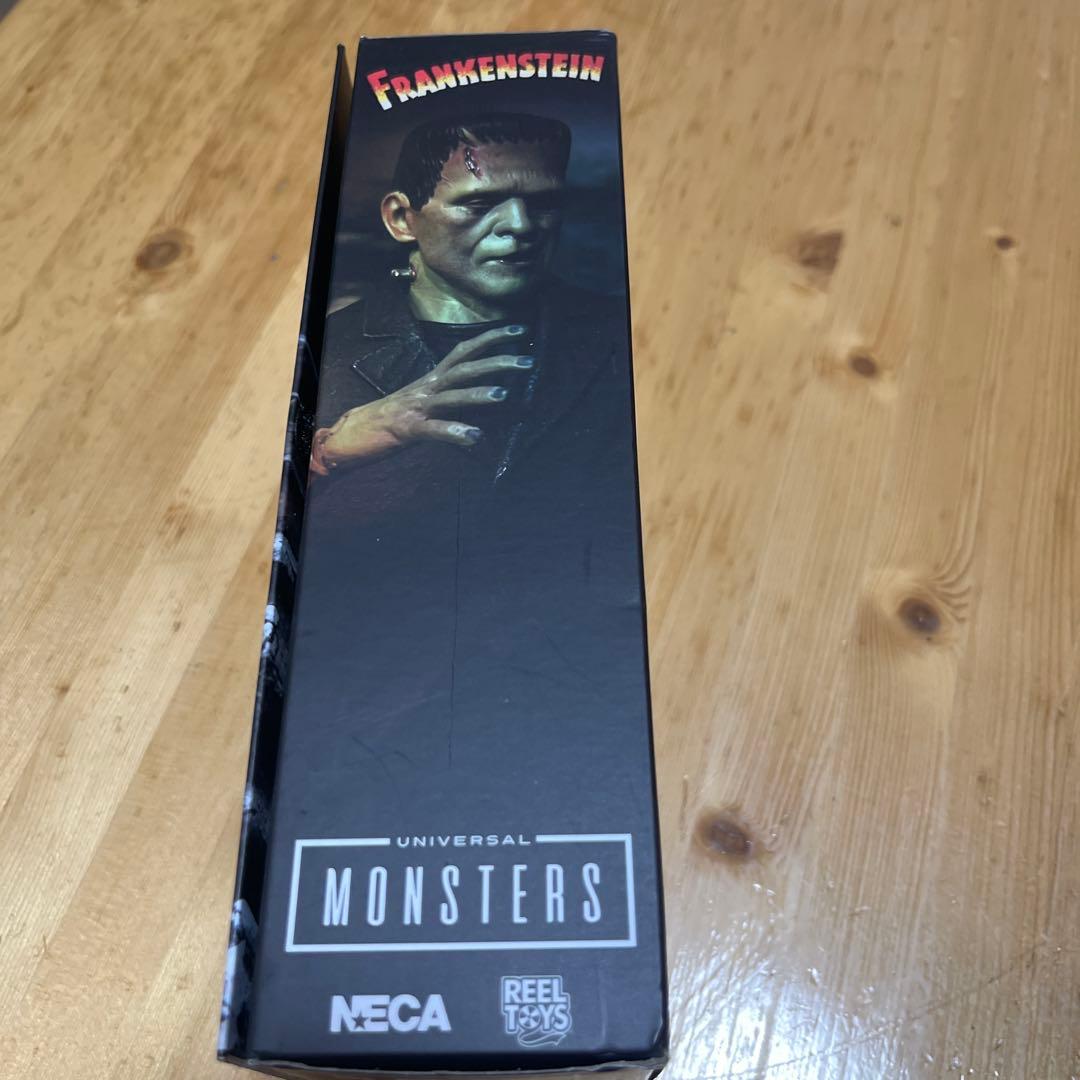 FRANKENSTEIN
UNIVERSAL
MONSTERS
NECA
REEL
TOYS